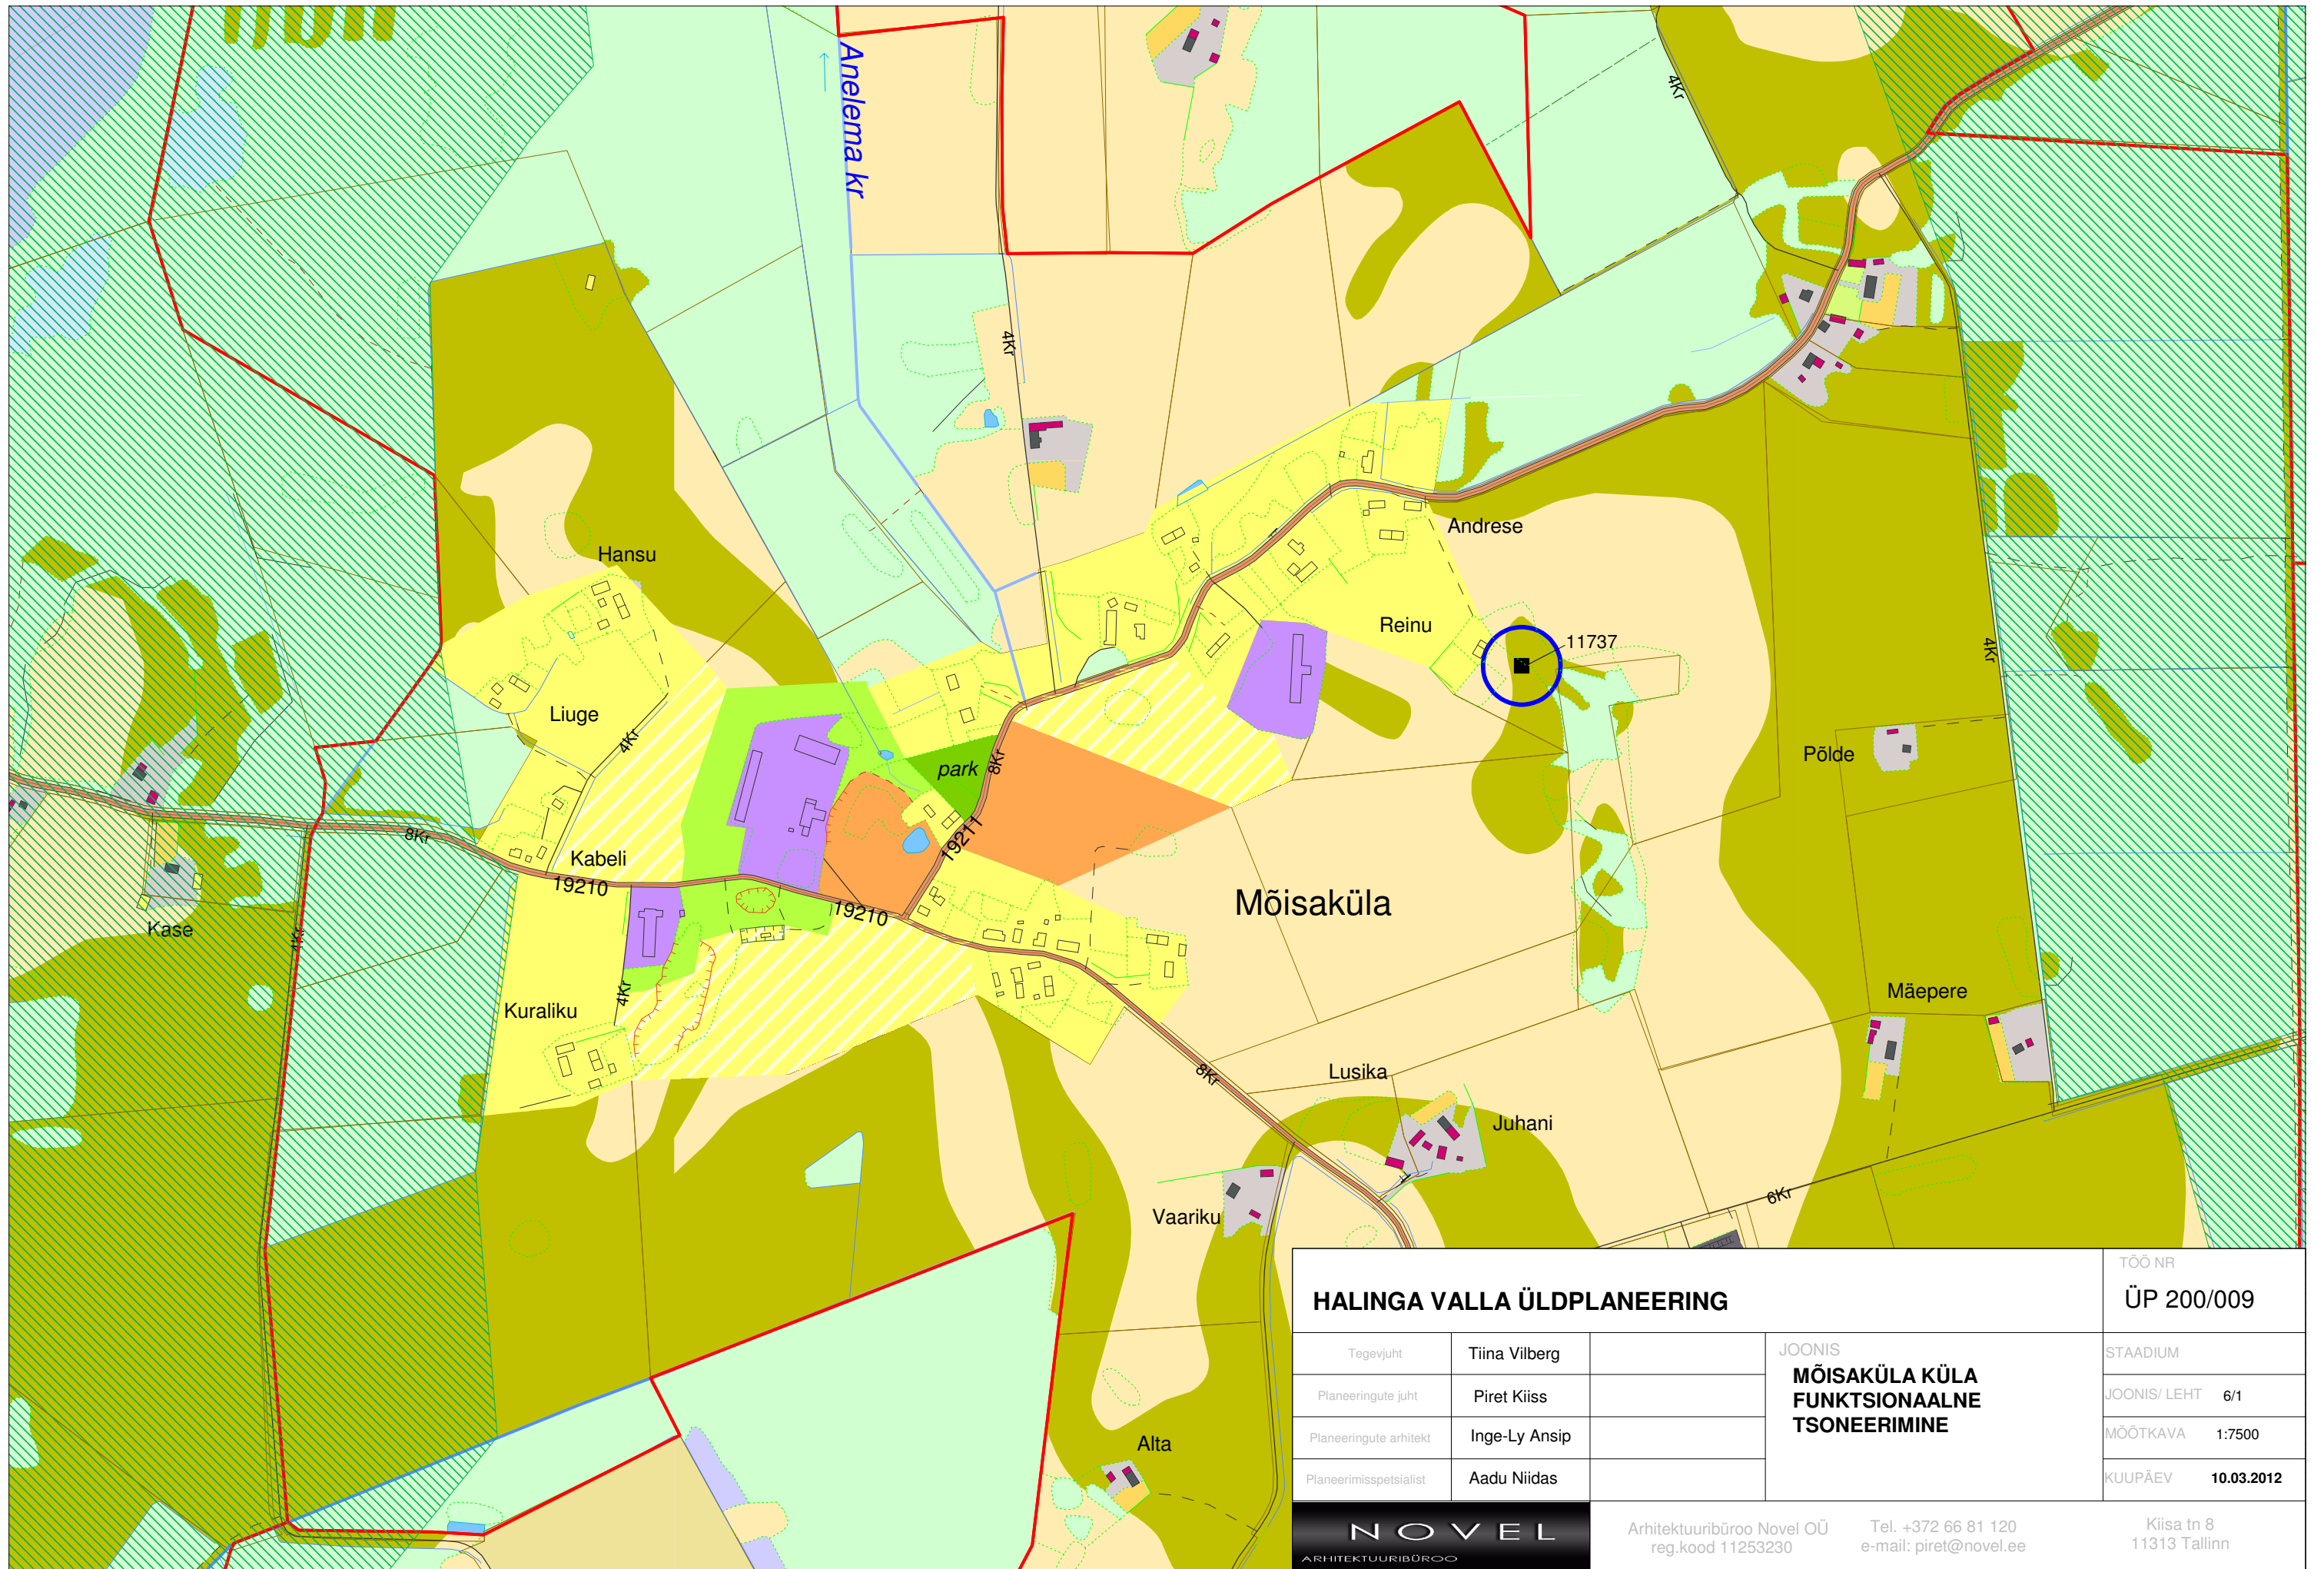 Anelema kr
4Kr
4Kr
Hansu
Andrese
Reinu
11737
4Kr
Liuge
4Kr
park
8Kr
Põlde
8Kr
19211
Kabeli
19210
19210
Mõisaküla
Kase
4Kr
4Kr
Kuraliku
Mäepere
8Kr
Lusika
Juhani
Vaariku
6Kr
Alta
HALINGA VALLA ÜLDPLANEERING
TÖÖ NR
ÜP 200/009
Tegevjuht
Tiina Vilberg
Planeeringute juht
Piret Kiiss
Planeeringute arhitekt
Inge-Ly Ansip
Planeerimisspetsialist
Aadu Niidas
JOONIS
MÕISAKÜLA KÜLA
FUNKTSIONAALNE
TSONEERIMINE
STAADIUM
JOONIS/ LEHT 6/1
MÕÕTKAVA 1:7500
KUUPÄEV 10.03.2012
NOVEL
ARHITEKTUURIBÜROO
Arhitektuuribüroo Novel OÜ
reg.kood 11253230
Tel. +372 66 81 120
e-mail: piret@novel.ee
Kiisa tn 8
11313 Tallinn